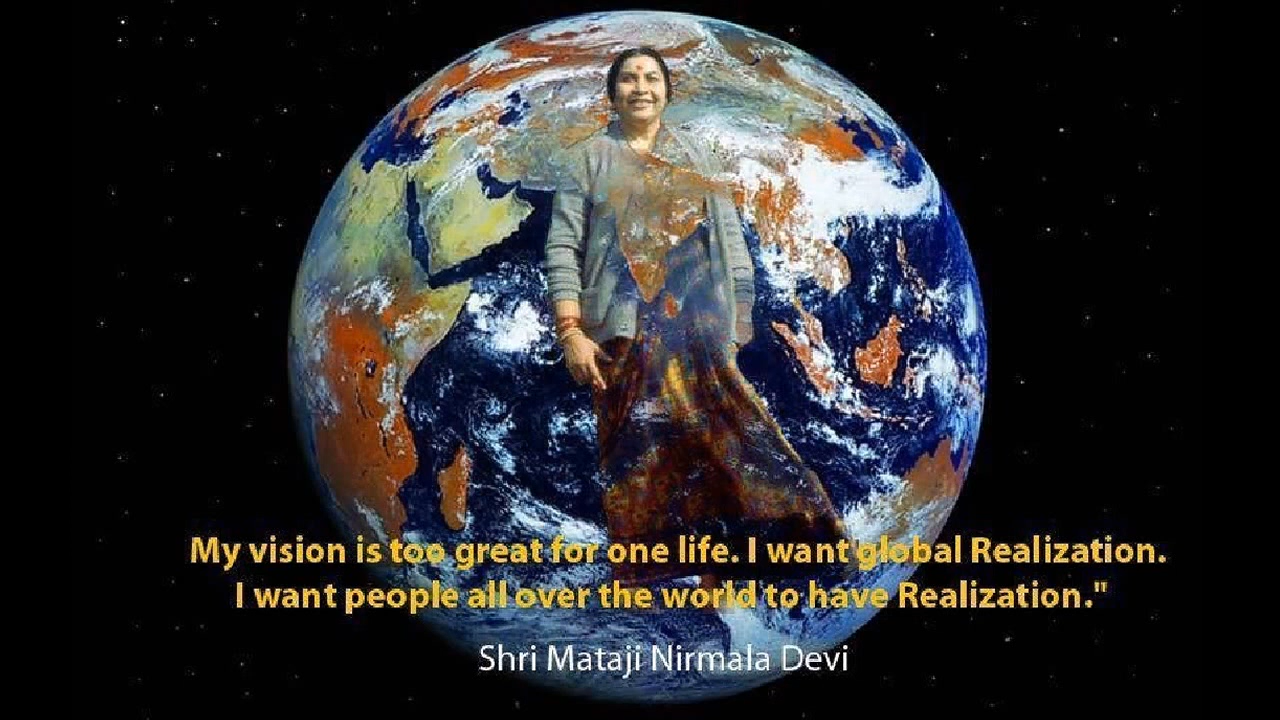 My vision is too great for one life. I want global Realization.
I want people all over the world to have Realization."
Shri Mataji Nirmala Devi